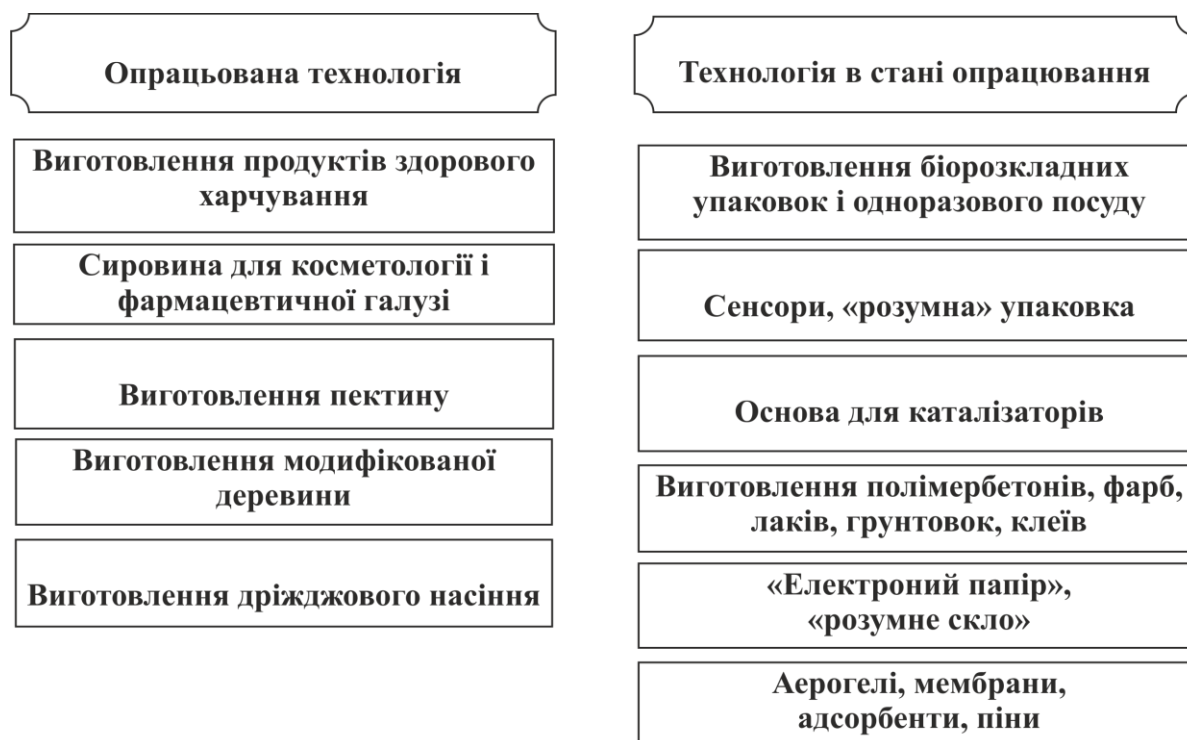 Опрацьована технологія
Виготовлення продуктів здорового
харчування
Сировина для косметології і
фармацевтичної галузі
Виготовлення пектину
Виготовлення модифікованої
деревини
Виготовлення дріжджового насіння
Технологія в стані опрацювання
Виготовлення біорозкладних
упаковок і одноразового посуду
Сенсори, «розумна» упаковка
Основа для каталізаторів
Виготовлення полімербетонів, фарб,
лаків, грунтовок, клеїв
«Електроний папір»,
«розумне скло»
Аерогелі, мембрани,
адсорбенти, піни